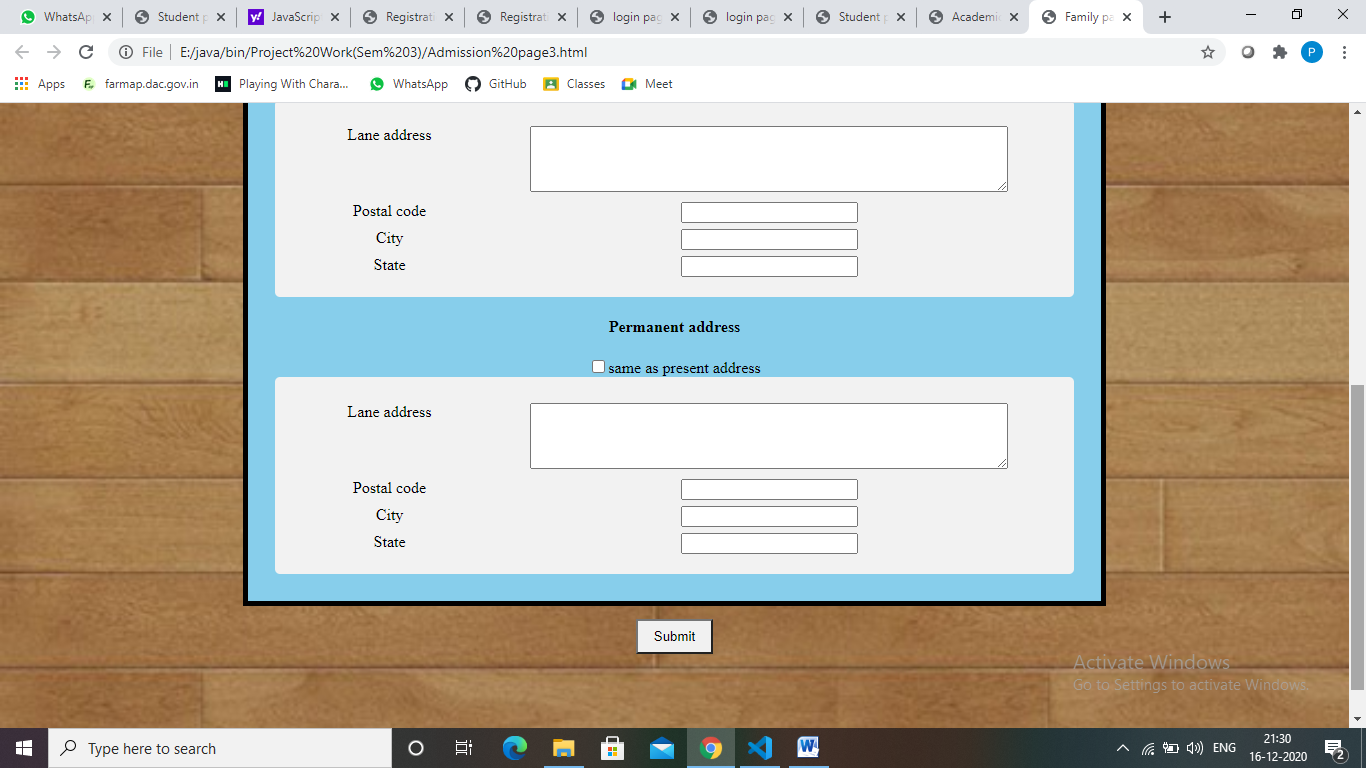 WhatsAp
Student p
JavaScrip
Registrati
Registrati
login pag
login pag
Student p
Academi
Family pa
File
E:/java/bin/Project%20Work(Sem%203)/Admission%20page3.html
P
Apps
farmap.dac.gov.in
Playing With Chara...
WhatsApp
GitHub
Classes
Meet
Lane address
Postal code
City
State
Permanent address
same as present address
Lane address
Postal code
City
State
Submit
Activate Windows
Go to Settings to activate Windows.
Type here to search
ENG
21:30
16-12-2020
2